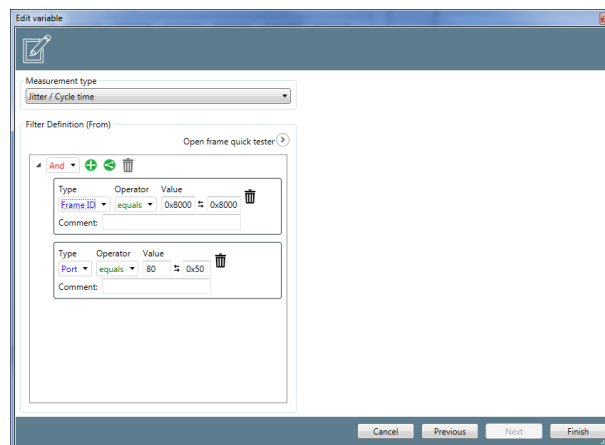 Edit variable
Measurement type
Jitter / Cycle time
Filter Definition (From)
Open frame quick tester
And
Type Operator Value
Frame ID equals 0x8000 0x8000
Comment:
Type Operator Value
Port equals 80 0x50
Comment:
Cancel Previous Next Finish